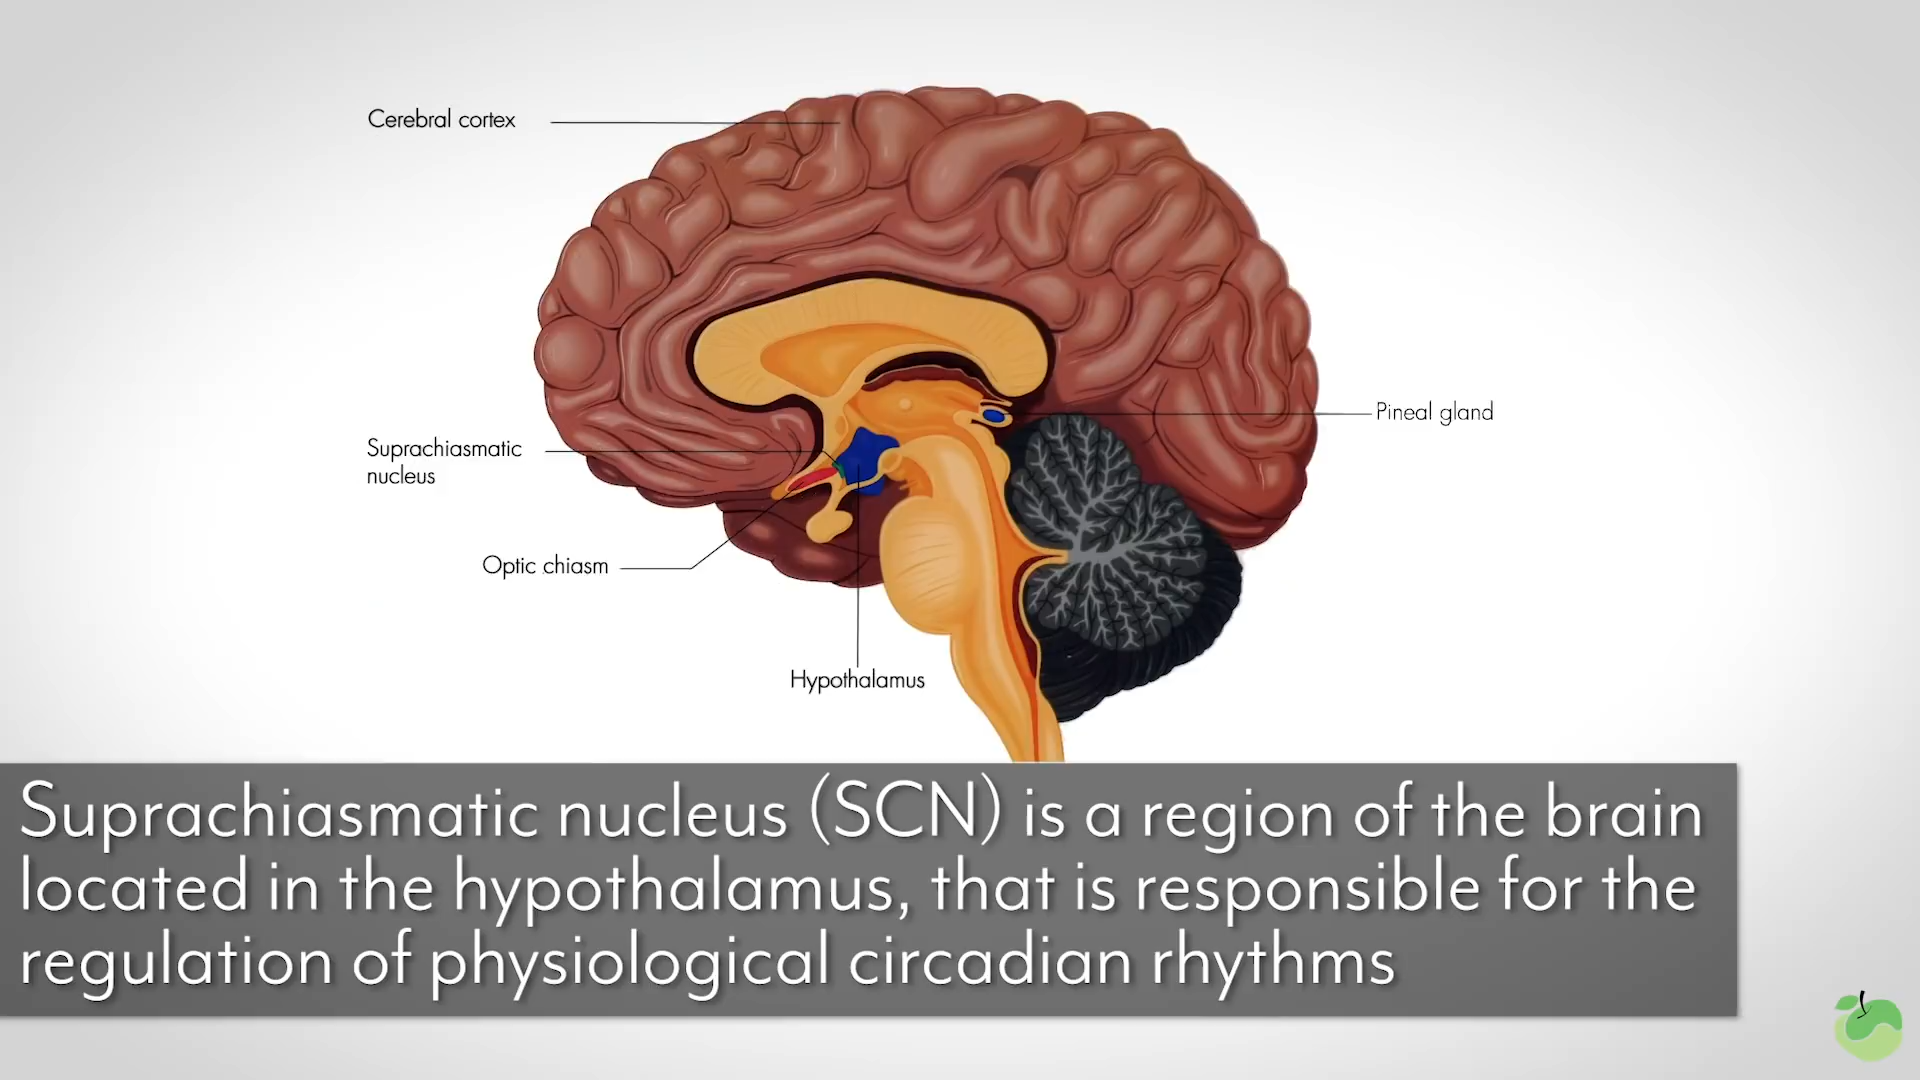 Cerebral cortex
Pineal gland
Suprachiasmatic
nucleus
Optic chiasm
Hypothalamus
Suprachiasmatic nucleus (SCN) is a region of the brain
located in the hypothalamus, that is responsible for the
regulation of physiological circadian rhythms